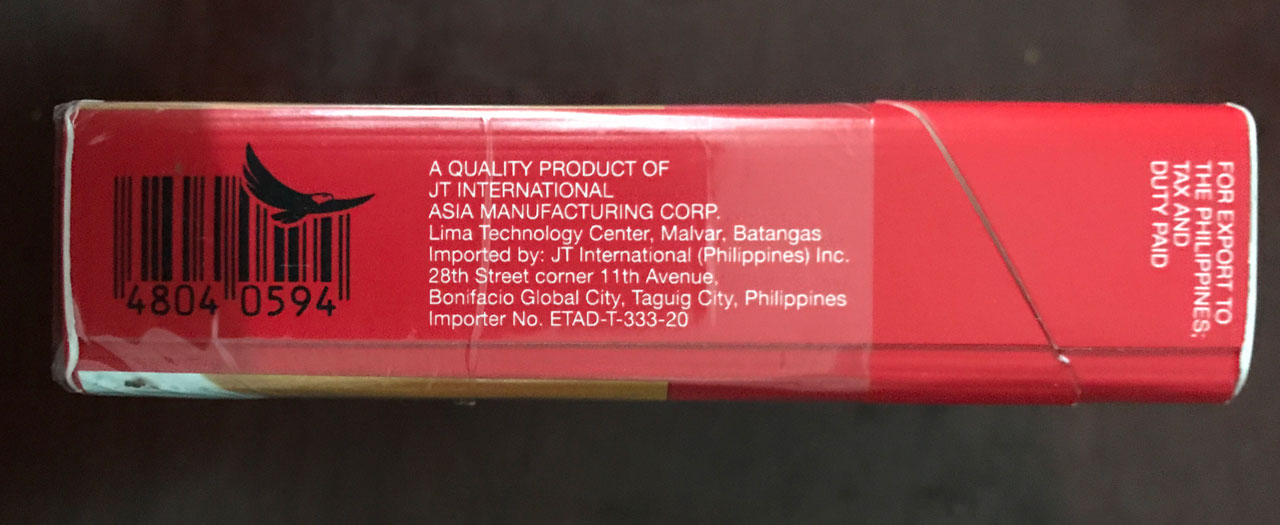 A QUALITY PRODUCT OF
JT INTERNATIONAL
ASIA MANUFACTURING CORP.
Lima Technology Center, Malvar, Batangas
Imported by: JT International (Philippines) Inc.
28th Street corner 11th Avenue,
Bonifacio Global City, Taguig City, Philippines
Importer No. ETAD-T-333-20
4804 0594
FOR EXPORT TO
THE PHILIPPINES;
TAX AND
DUTY PAID